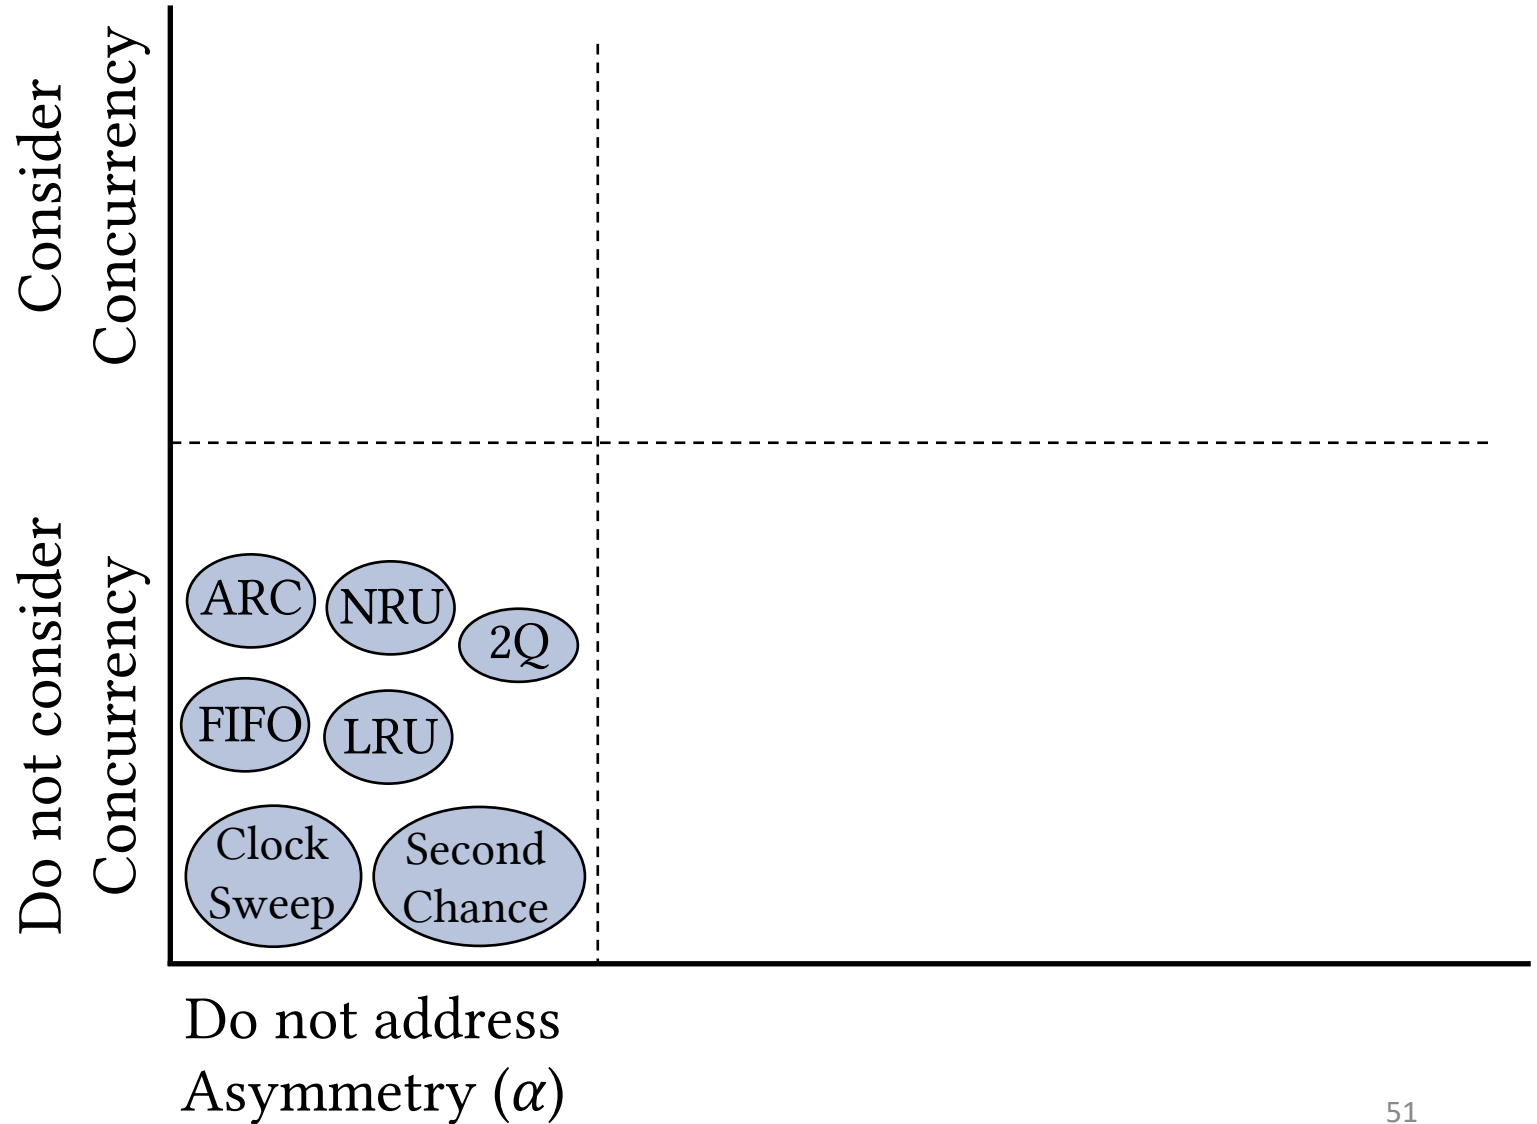 Consider
Concurrency
Do not consider
Concurrency
ARC
NRU
2Q
FIFO
LRU
Clock
Sweep
Second
Chance
Do not address
Asymmetry (α)
51